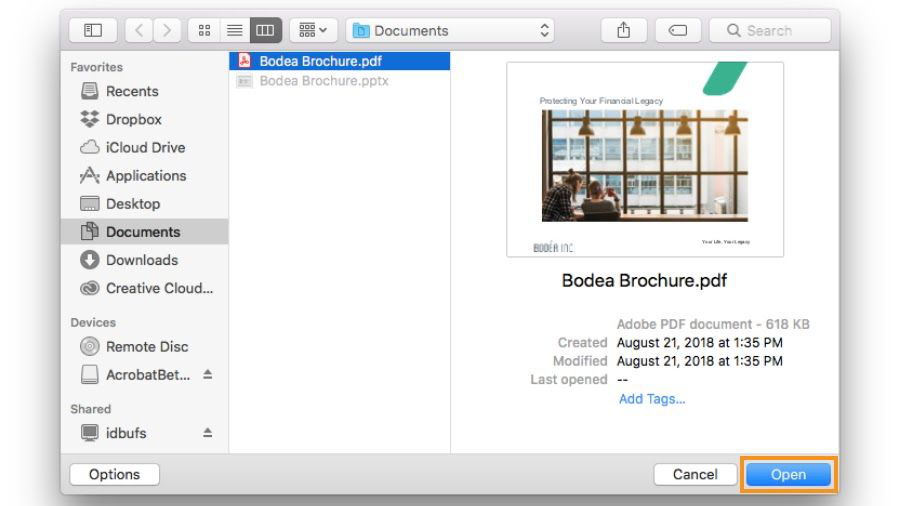 Documents
Search
Favorites
Recents
Dropbox
iCloud Drive
Applications
Desktop
Documents
Downloads
Creative Cloud...
Devices
Remote Disc
AcrobatBet...
Shared
idbufs
Bodea Brochure.pdf
Bodea Brochure.pptx
Protecting Your Financial Legacy
BODÉA INC.
Your Life, Your Legacy
Bodea Brochure.pdf
Adobe PDF document - 618 KB
Created August 21, 2018 at 1:35 PM
Modified August 21, 2018 at 1:35 PM
Last opened --
Add Tags...
Options
Cancel
Open